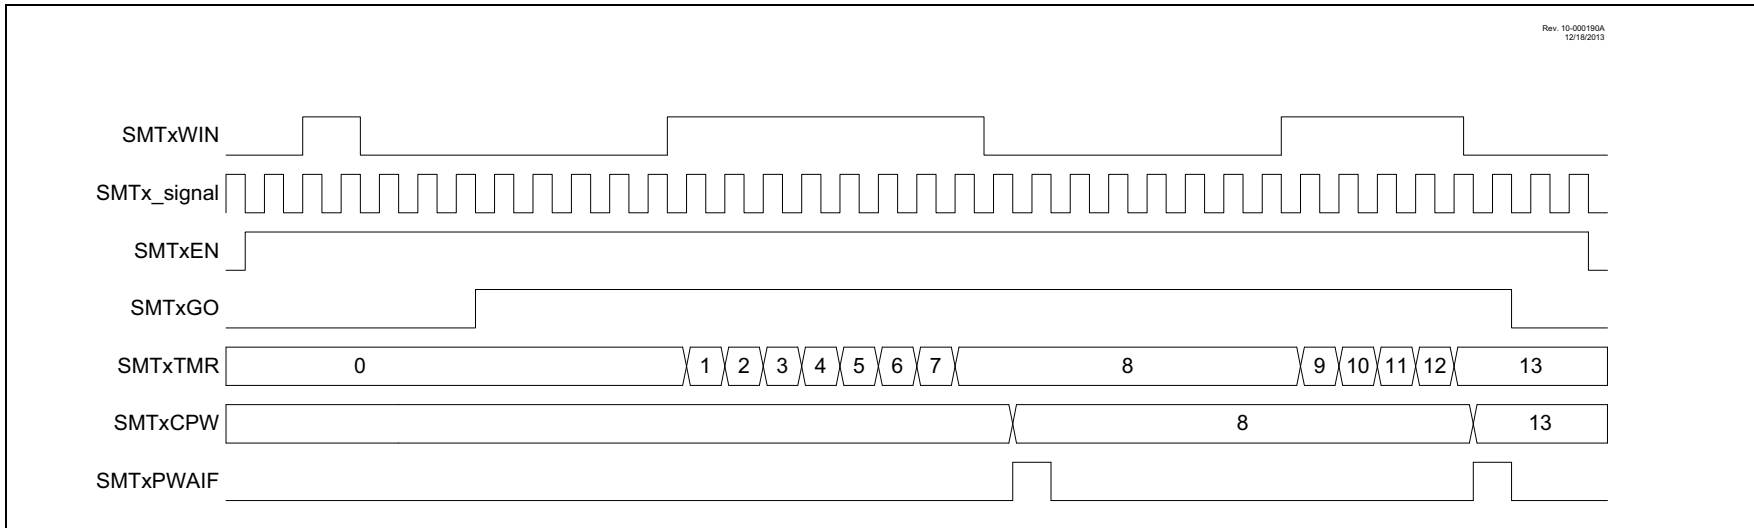 Rev. 10-000190A
12/18/2013
SMTxWIN
SMTx_signal
SMTxEN
SMTxGO
SMTxTMR 0 1 2 3 4 5 6 7 8 9 10 11 12 13
SMTxCPW 8 13
SMTxPWAIF